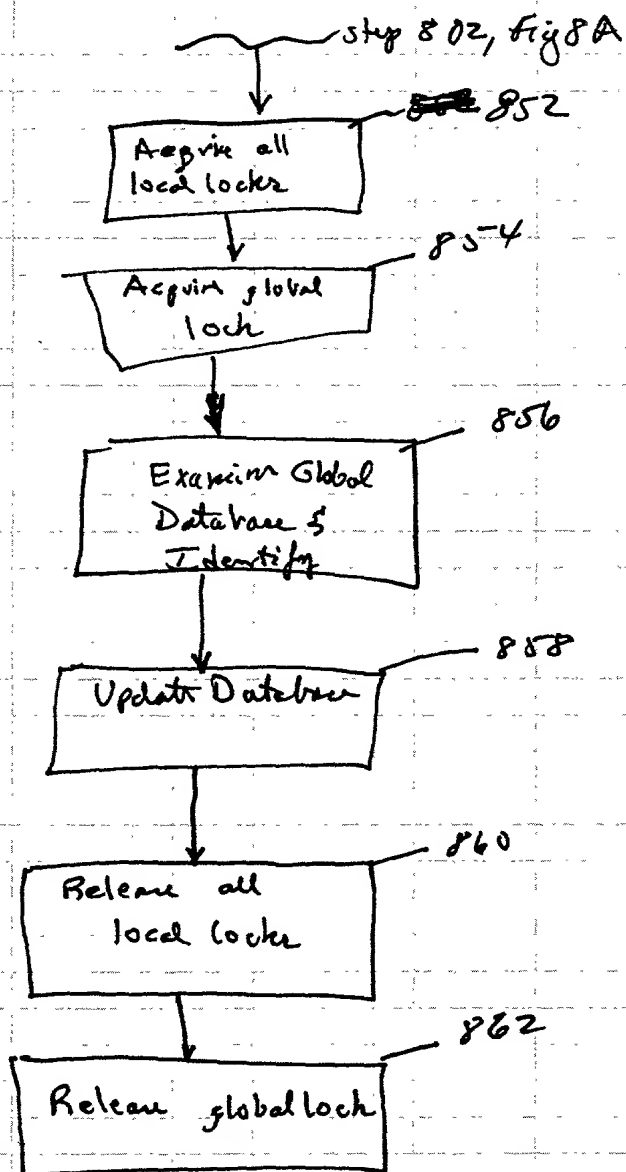 step 802, Fig 8A
852
Acquire all
local locks
854
Acquire global
lock
856
Examine Global
Database &
Identify
858
Update Database
860
Release all
local locks
862
Release global lock